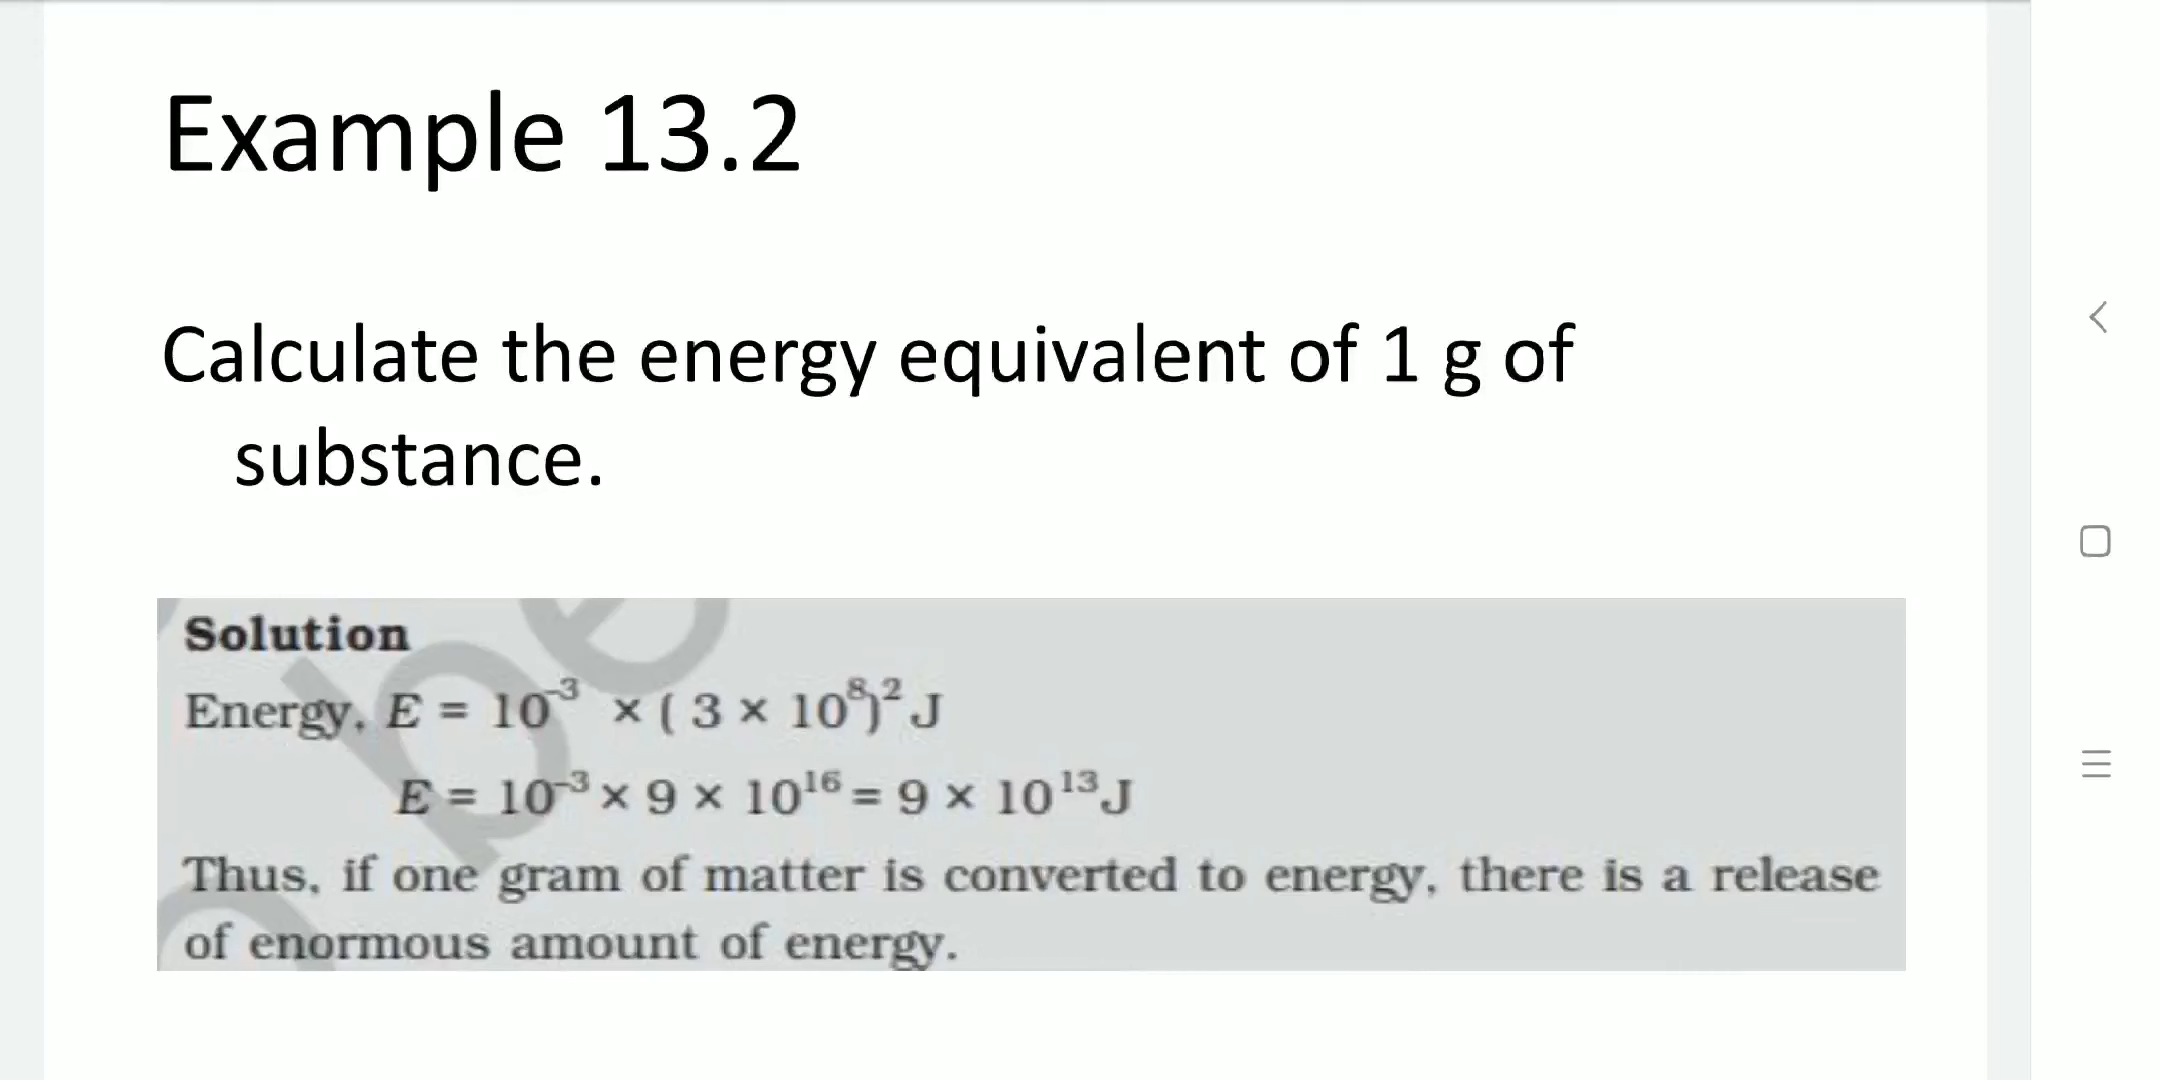 Example 13.2
Calculate the energy equivalent of 1 g of
substance.
Solution
Energy, E = 10⁻³ × ( 3 × 10⁸)² J
E = 10⁻³ × 9 × 10¹⁶ = 9 × 10¹³ J
Thus, if one gram of matter is converted to energy, there is a release
of enormous amount of energy.